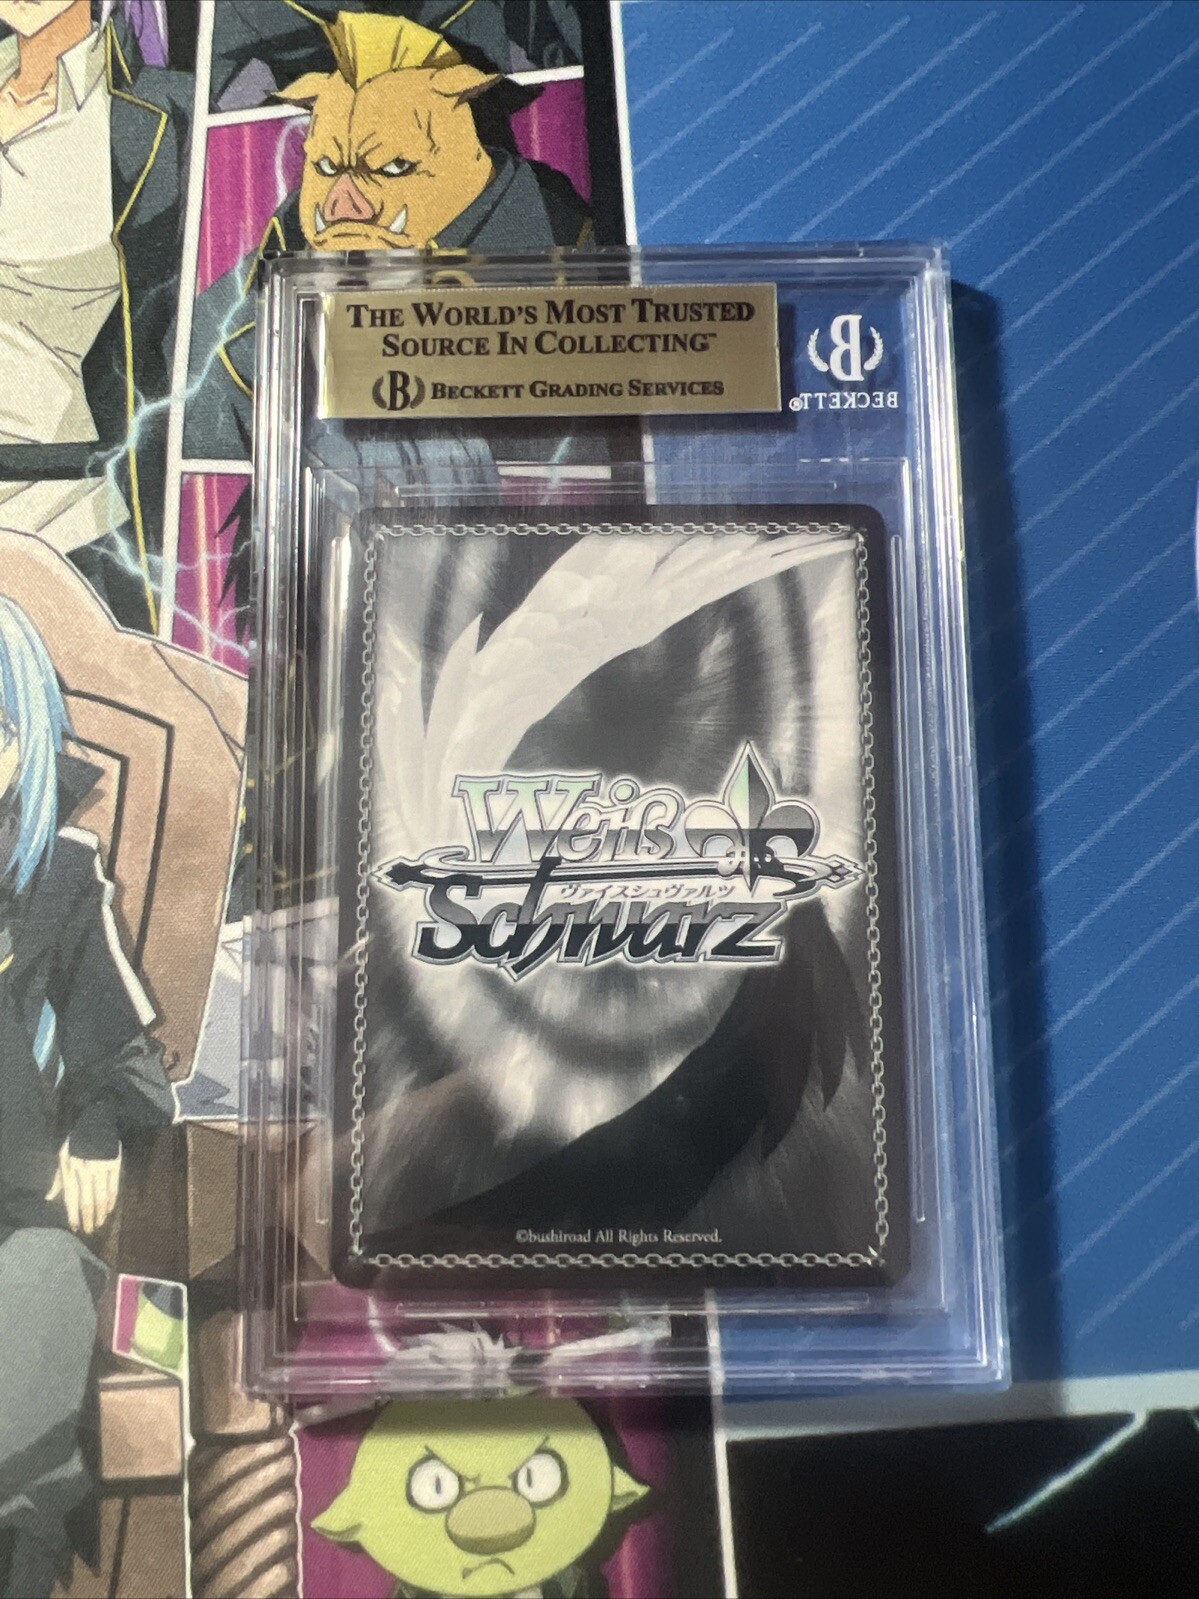 THE WORLD'S MOST TRUSTED
SOURCE IN COLLECTING™
B BECKETT GRADING SERVICES
B
BECKETT®
Weiß
ヴァイスシュヴァルツ
Schwarz
©bushiroad All Rights Reserved.